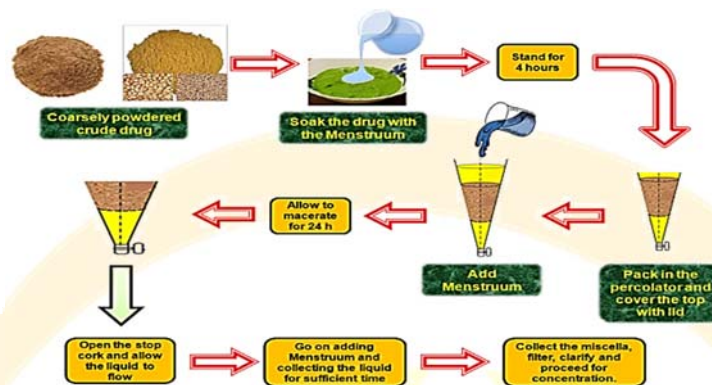 Coarsely powdered
crude drug
Soak the drug with
the Menstruum
Stand for
4 hours
Pack in the
percolator and
cover the top
with lid
Add
Menstruum
Allow to
macerate
for 24 h
Open the stop
cork and allow
the liquid to
flow
Go on adding
Menstruum and
collecting the liquid
for sufficient time
Collect the miscella,
filter, clarify and
proceed for
concentration.